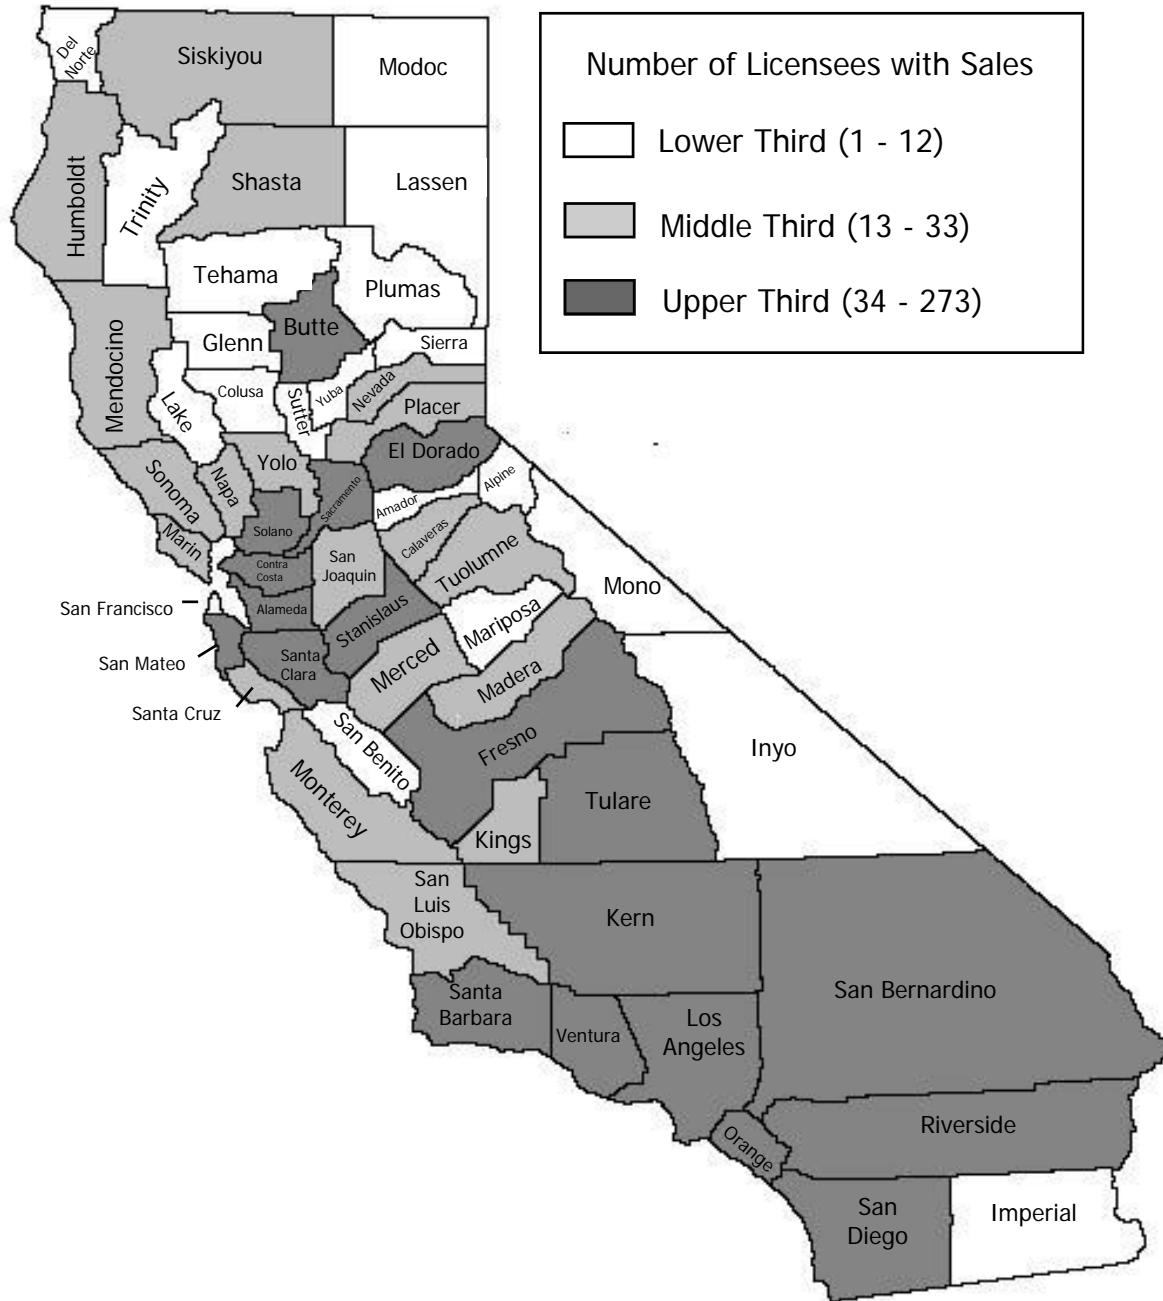 Number of Licensees with Sales
Lower Third (1 - 12)
Middle Third (13 - 33)
Upper Third (34 - 273)
Del
Norte
Siskiyou
Modoc
Humboldt
Trinity
Shasta
Lassen
Tehama
Plumas
Butte
Glenn
Sierra
Mendocino
Lake
Colusa
Sutter
Yuba
Nevada
Placer
El Dorado
Sonoma
Napa
Yolo
Sacramento
Amador
Alpine
Solano
Calaveras
Marin
Contra
Costa
San
Joaquin
Tuolumne
Mono
San Francisco
Alameda
Stanislaus
Mariposa
San Mateo
Santa
Clara
Merced
Madera
Santa Cruz
San Benito
Fresno
Inyo
Monterey
Kings
Tulare
San
Luis
Obispo
Kern
San Bernardino
Santa
Barbara
Ventura
Los
Angeles
Orange
Riverside
San
Diego
Imperial